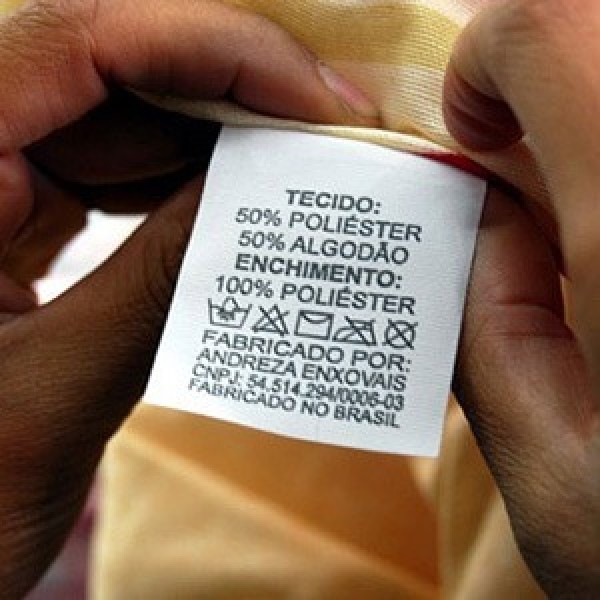 TECIDO:
50% POLIÉSTER
50% ALGODÃO
ENCHIMENTO:
100% POLIÉSTER
FABRICADO POR:
ANDREZA ENXOVAIS
CNPJ: 54.514.294/0006-03
FABRICADO NO BRASIL